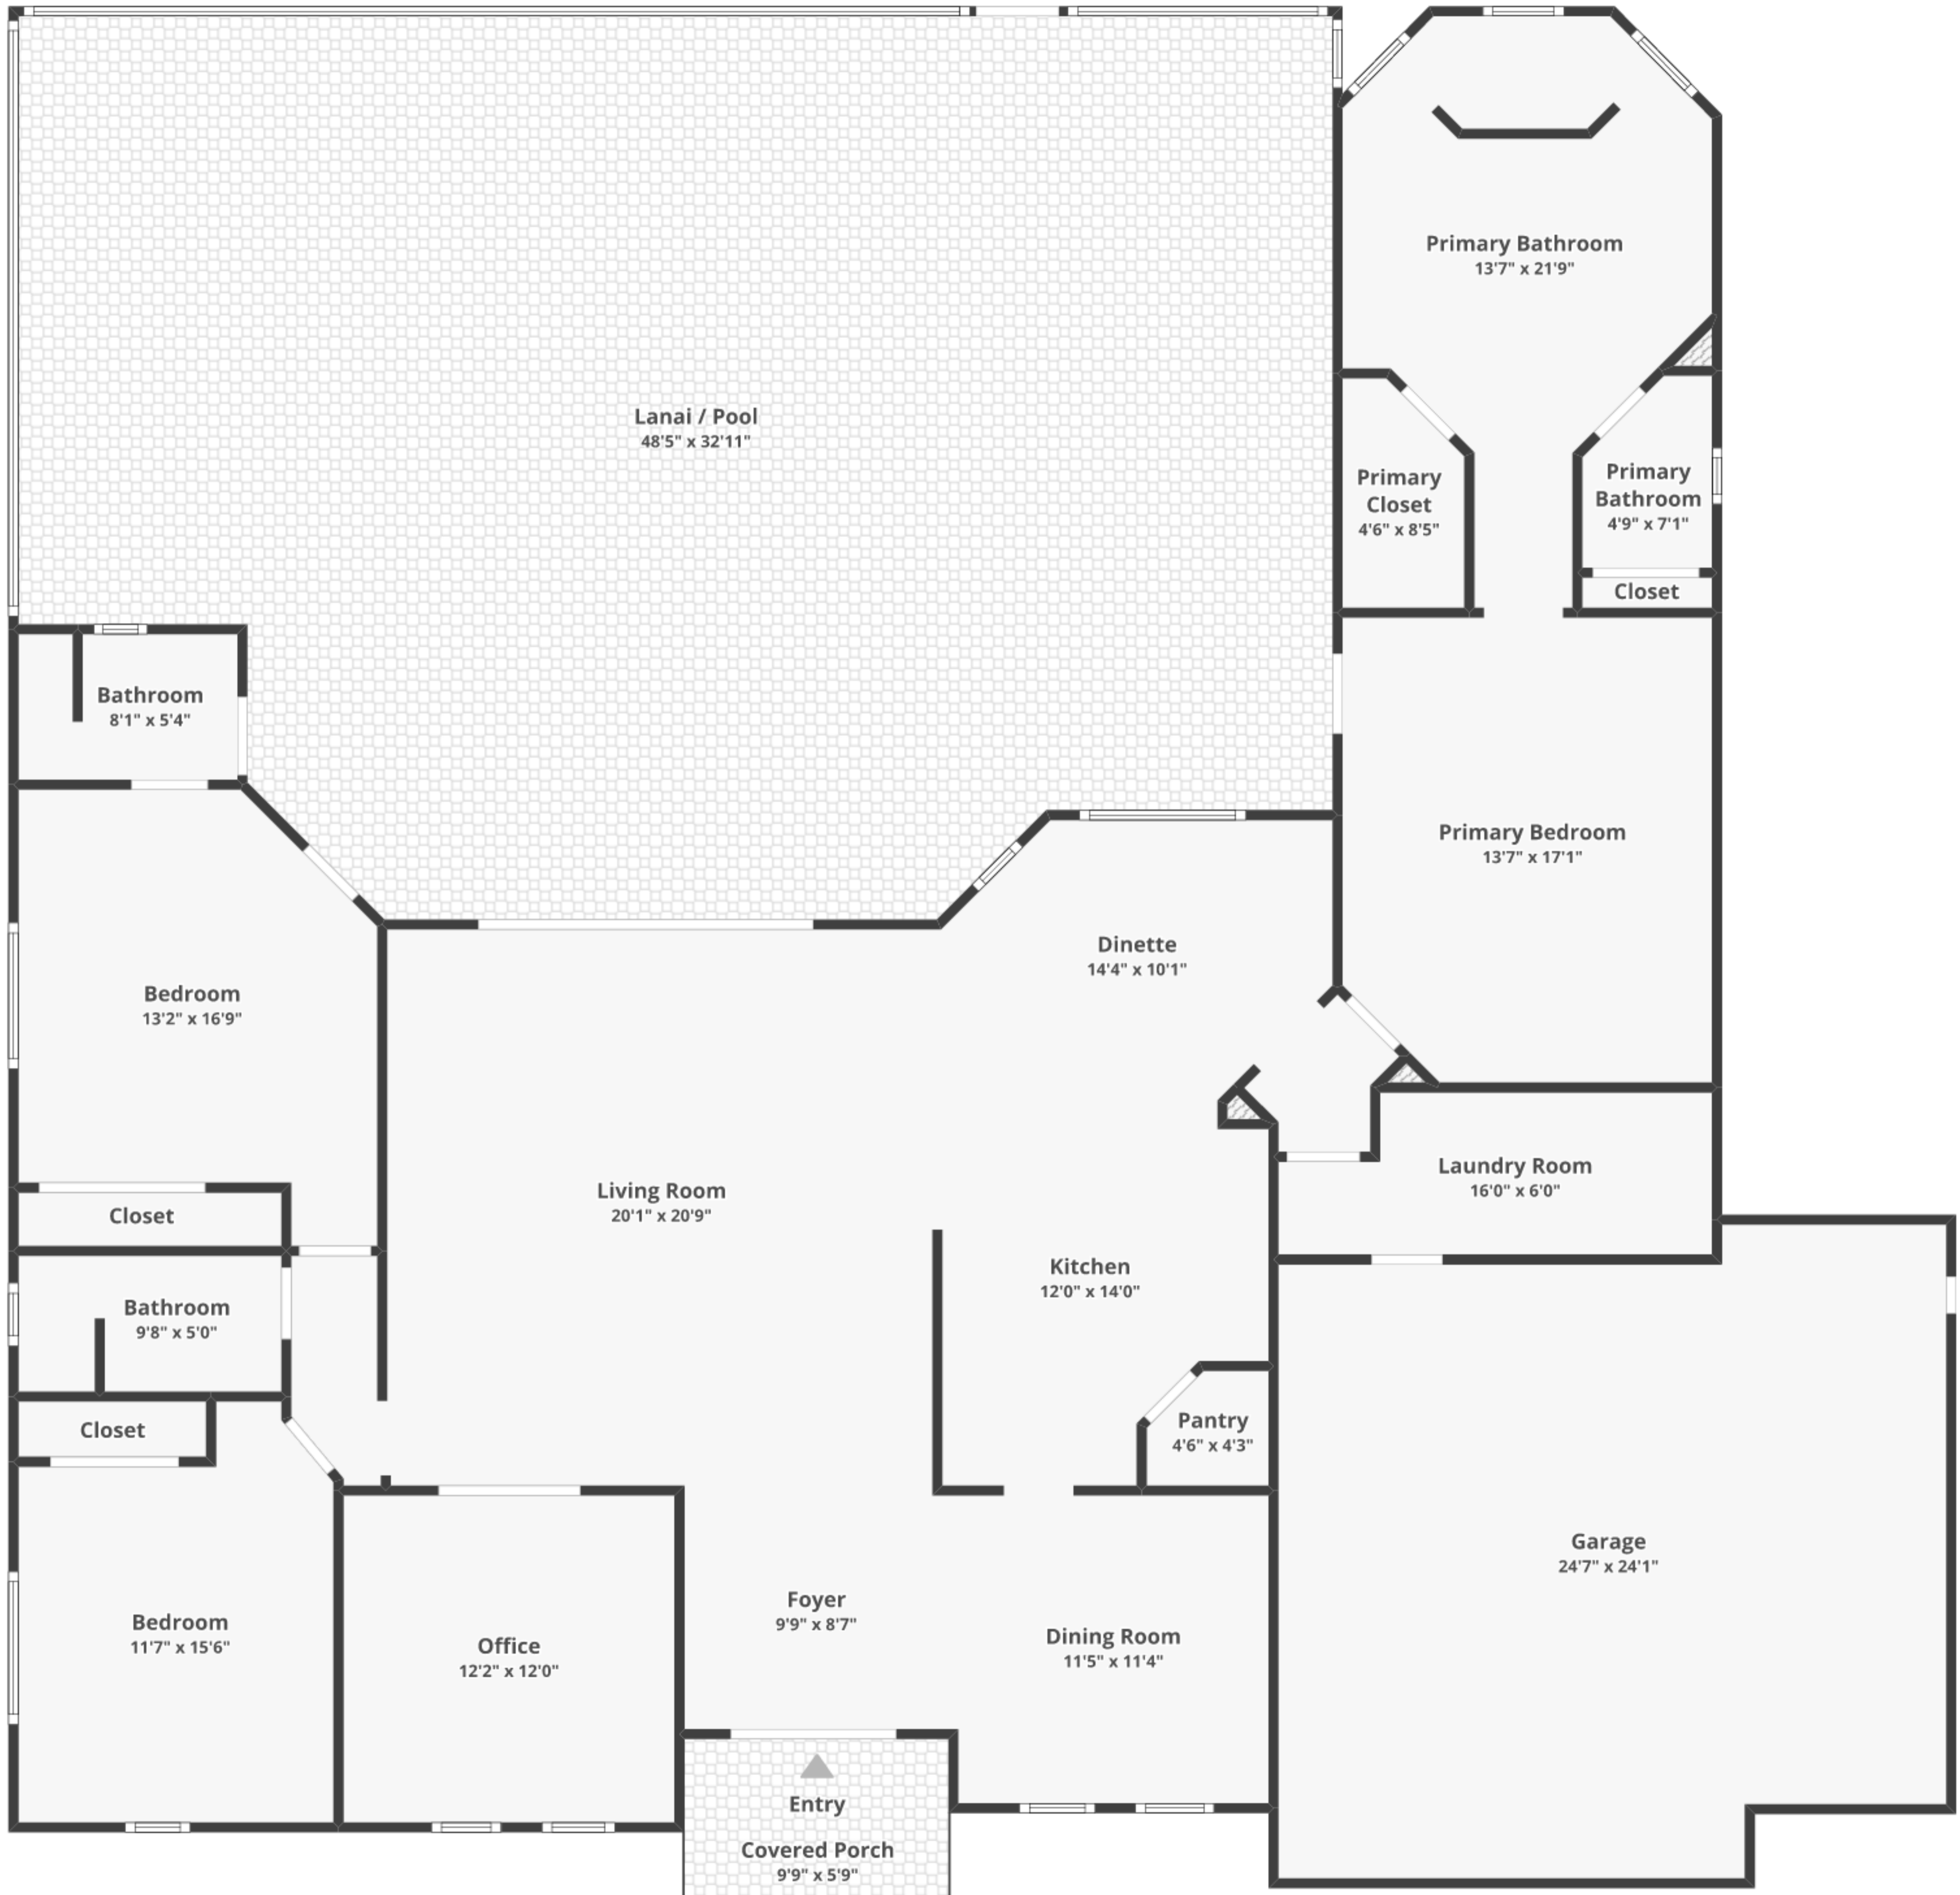 Primary Bathroom
13'7" x 21'9"
Lanai / Pool
48'5" x 32'11"
Primary
Closet
4'6" x 8'5"
Primary
Bathroom
4'9" x 7'1"
Closet
Bathroom
8'1" x 5'4"
Primary Bedroom
13'7" x 17'1"
Dinette
14'4" x 10'1"
Bedroom
13'2" x 16'9"
Laundry Room
16'0" x 6'0"
Living Room
20'1" x 20'9"
Closet
Kitchen
12'0" x 14'0"
Bathroom
9'8" x 5'0"
Pantry
4'6" x 4'3"
Closet
Garage
24'7" x 24'1"
Foyer
9'9" x 8'7"
Bedroom
11'7" x 15'6"
Office
12'2" x 12'0"
Dining Room
11'5" x 11'4"
Entry
Covered Porch
9'9" x 5'9"